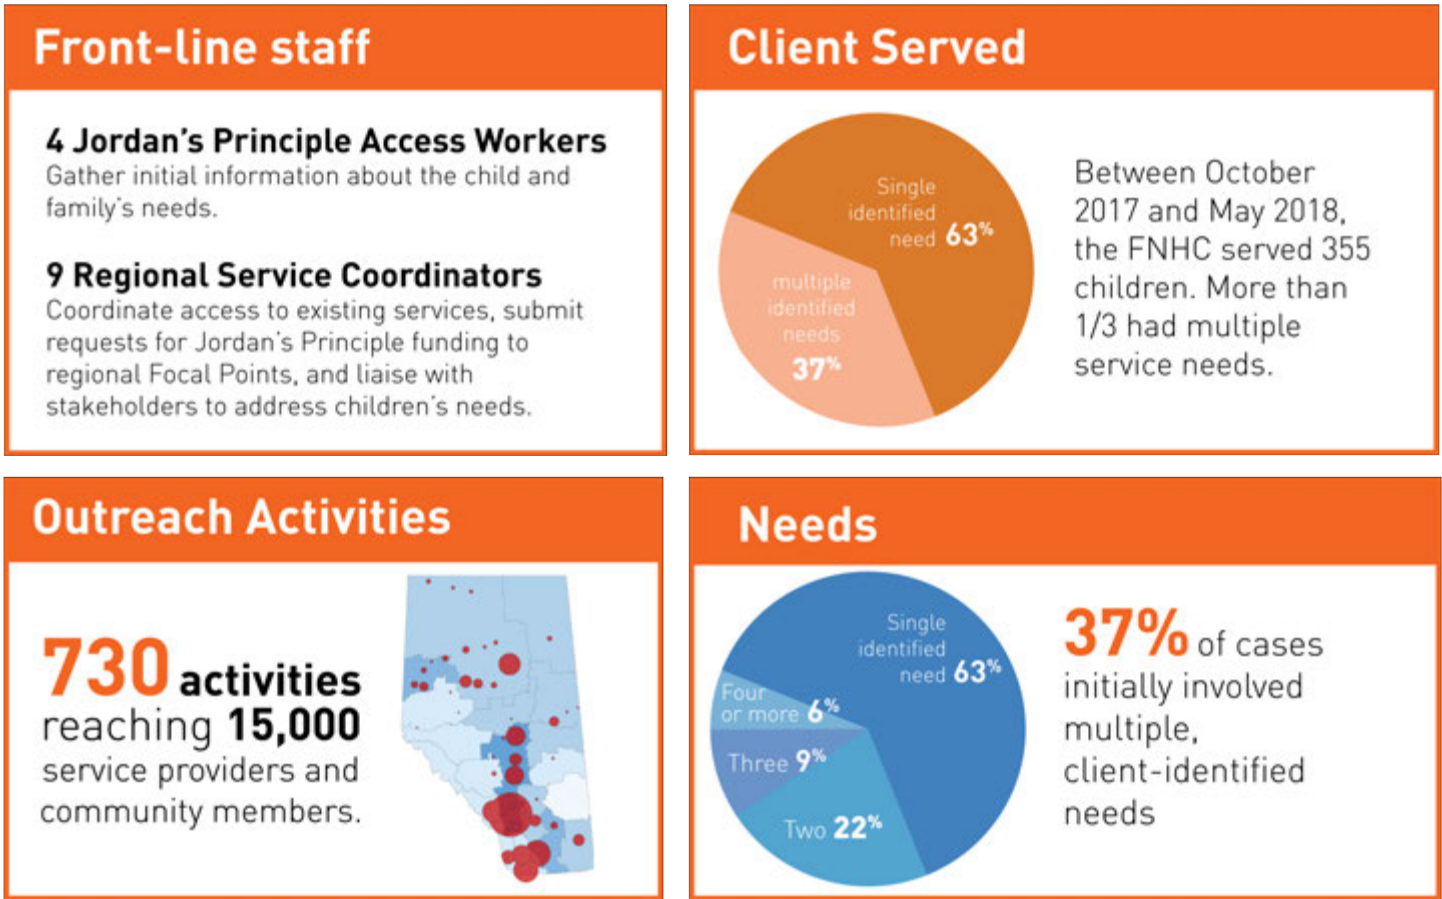 Front-line staff
4 Jordan's Principle Access Workers
Gather initial information about the child and
family's needs.
9 Regional Service Coordinators
Coordinate access to existing services, submit
requests for Jordan's Principle funding to
regional Focal Points, and liaise with
stakeholders to address children's needs.
Client Served
Single
identified
need 63%
multiple
identified
needs
37%
Between October
2017 and May 2018,
the FNHC served 355
children. More than
1/3 had multiple
service needs.
Outreach Activities
730 activities
reaching 15,000
service providers and
community members.
Needs
Single
identified
need 63%
Four
or more 6%
Three 9%
Two 22%
37% of cases
initially involved
multiple,
client-identified
needs